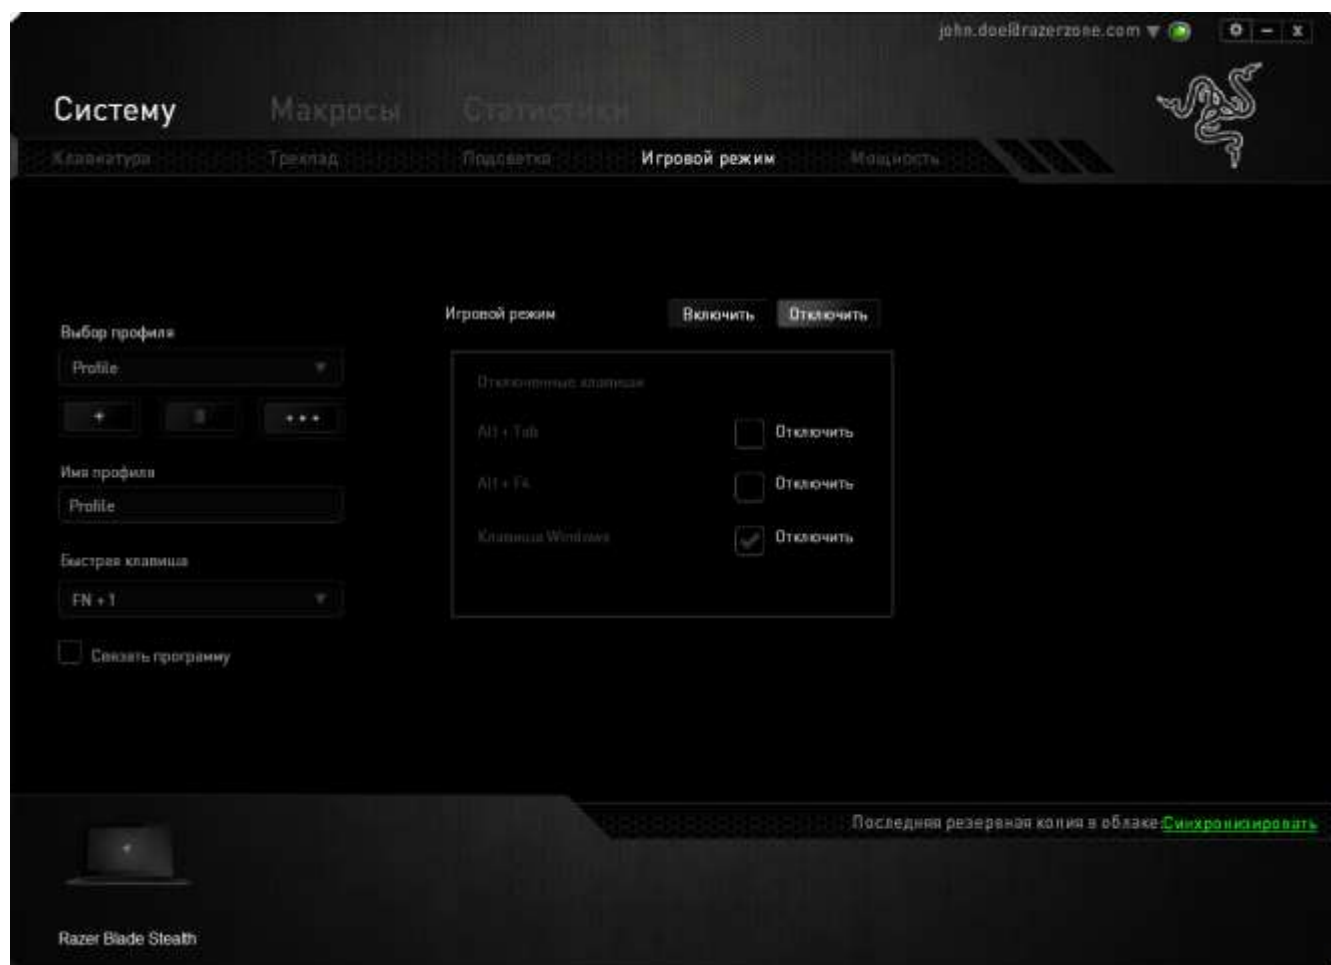 john.doe@razerzone.com
Систему Макросы Статистики
Клавиатура Трекпад Подсветка Игровой режим Мощность
Игровой режим Включить Отключить
Выбор профиля
Profile
Отключенные клавиши
Alt + Tab Отключить
Имя профиля
Alt + F4 Отключить
Profile
Клавиша Windows Отключить
Быстрая клавиша
FN + 1
Связать программу
Последняя резервная копия в облаке:Синхронизировать
Razer Blade Stealth